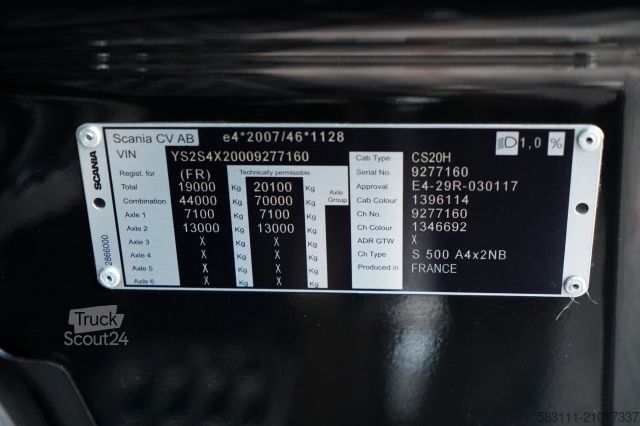 Scania CV AB e4*2007/46*1128 1,0 %
VIN YS2S4X20009277160 Cab Type CS20H
Regist. for (FR) Technically permissible Serial No. 9277160
Total 19000 Kg 20100 Kg Axle Group Approval E4-29R-030117
Combination 44000 Kg 70000 Kg Cab Colour 1396114
Axle 1 7100 Kg 7100 Kg Ch No. 9277160
Axle 2 13000 Kg 13000 Kg Ch Colour 1346692
Axle 3 X Kg X Kg ADR GTW X
Axle 4 X Kg X Kg Ch Type S 500 A4x2NB
Axle 5 X Kg X Kg Produced in FRANCE
Axle 6 X Kg X Kg
SCANIA
2866000
Truck
Scout24
583111-21017337